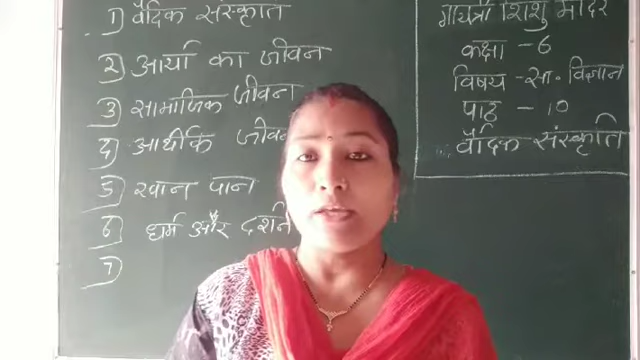 1) वैदिक संस्कृति
2) आर्यो का जीवन
3) सामाजिक जीवन
4) आर्थीक जीवन
5) खान पान
6) धर्म और दर्शन
7)
गायत्री शिशु मंदिर
कक्षा - 6
विषय - सा. विज्ञान
पाठ - 10
वैदिक संस्कृति